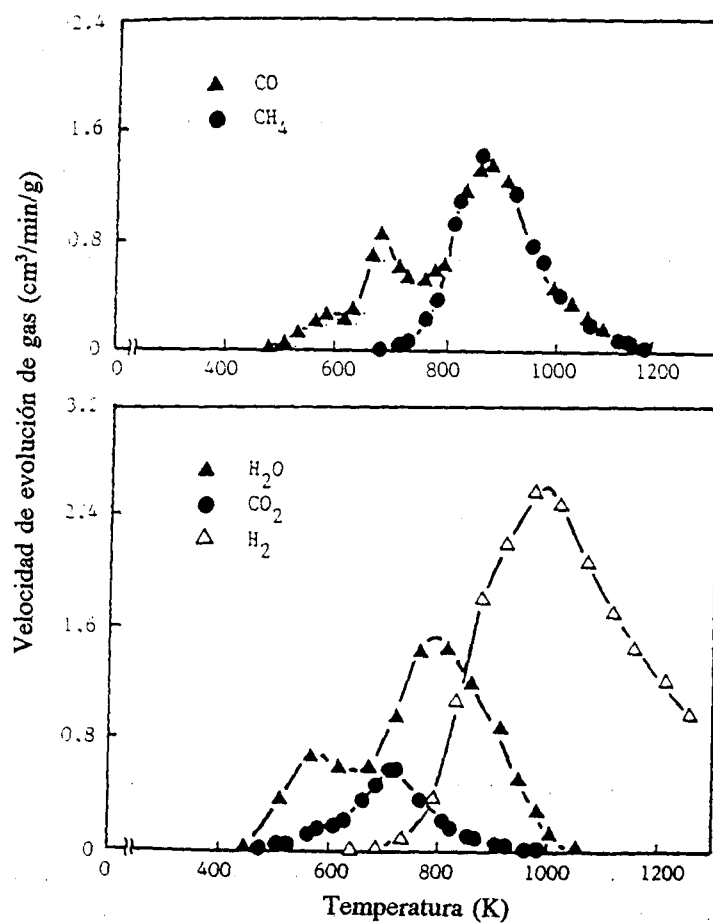 2.4
▲ CO
● CH₄
1.6
0.8
0
0 400 600 800 1000 1200
Velocidad de evolución de gas (cm³/min/g)
▲ H₂O
● CO₂
△ H₂
2.4
1.6
0.8
0
0 400 600 800 1000 1200
Temperatura (K)